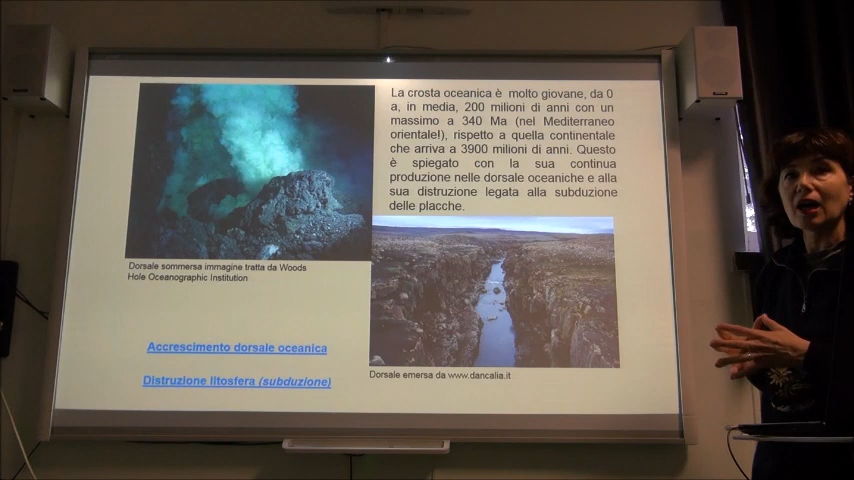 La crosta oceanica è molto giovane, da 0
a, in media, 200 milioni di anni con un
massimo a 340 Ma (nel Mediterraneo
orientale!), rispetto a quella continentale
che arriva a 3900 milioni di anni. Questo
è spiegato con la sua continua
produzione nelle dorsale oceaniche e alla
sua distruzione legata alla subduzione
delle placche.
Dorsale sommersa immagine tratta da Woods
Hole Oceanographic Institution
Accrescimento dorsale oceanica
Distruzione litosfera (subduzione)
Dorsale emersa da www.dancalia.it